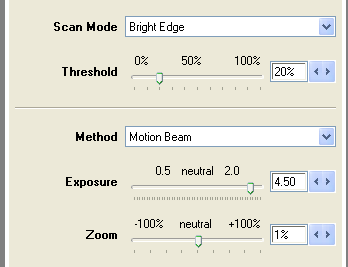 Scan Mode Bright Edge
0% 50% 100%
Threshold 20%
Method Motion Beam
0.5 neutral 2.0
Exposure 4.50
-100% neutral +100%
Zoom 1%